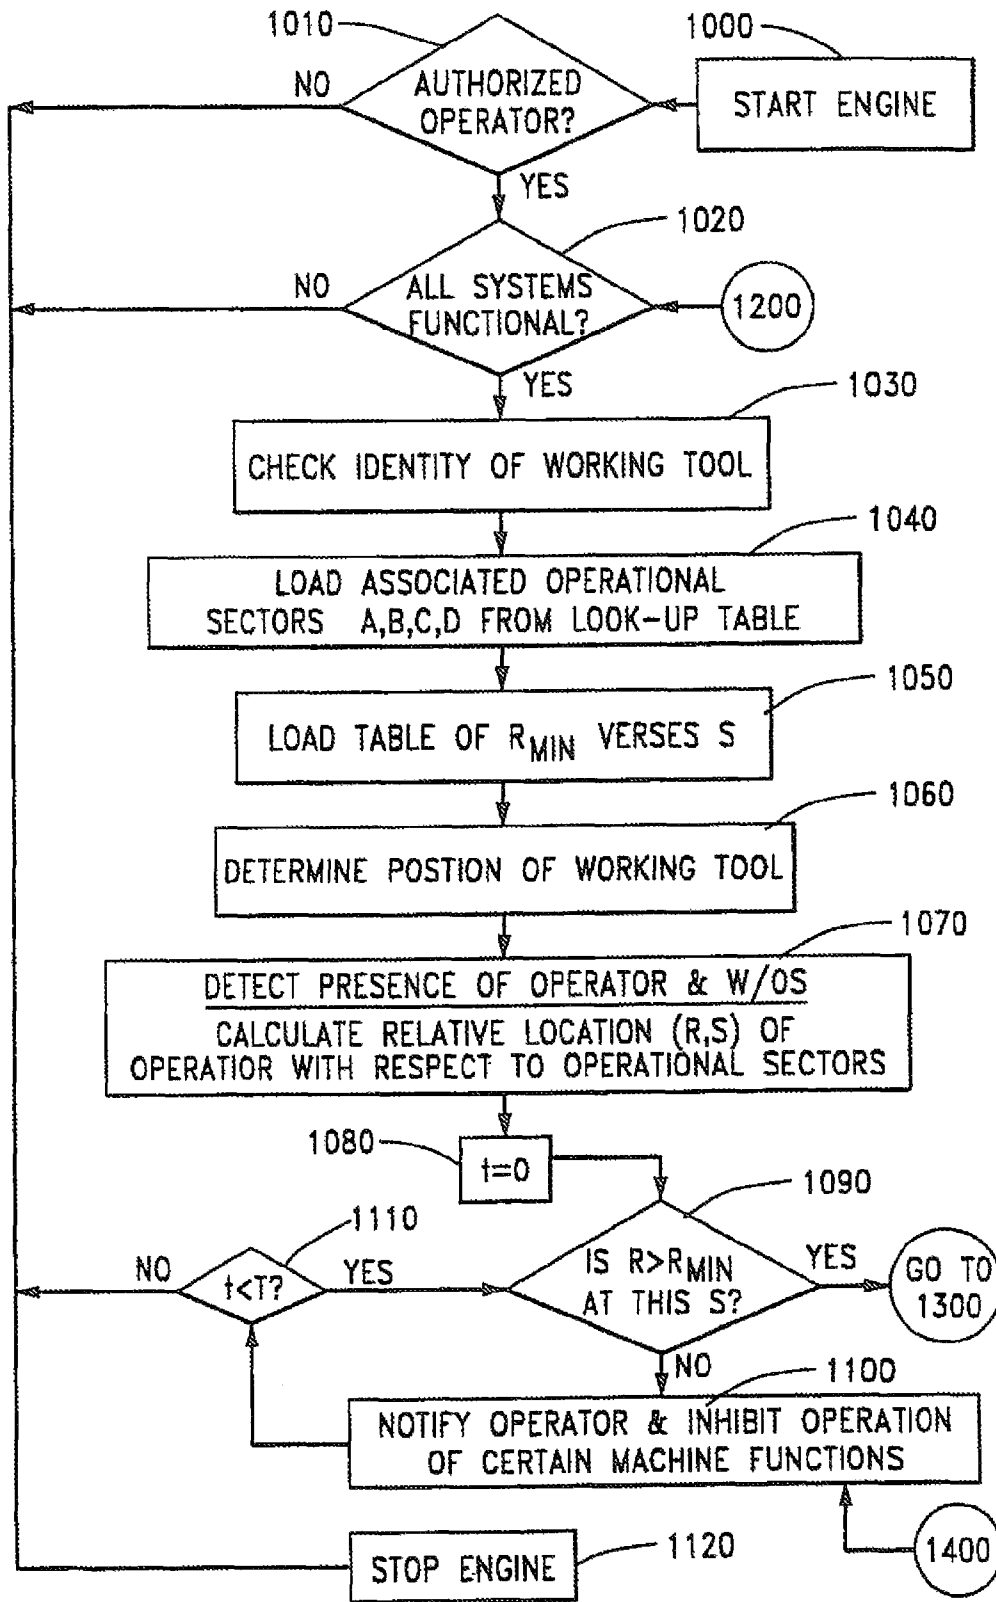 1010
1000
NO
AUTHORIZED
OPERATOR?
START ENGINE
YES
1020
NO
ALL SYSTEMS
FUNCTIONAL?
1200
YES
1030
CHECK IDENTITY OF WORKING TOOL
1040
LOAD ASSOCIATED OPERATIONAL
SECTORS A,B,C,D FROM LOOK-UP TABLE
1050
LOAD TABLE OF RMIN VERSES S
1060
DETERMINE POSTION OF WORKING TOOL
1070
DETECT PRESENCE OF OPERATOR & W/OS
CALCULATE RELATIVE LOCATION (R,S) OF
OPERATIOR WITH RESPECT TO OPERATIONAL SECTORS
1080
t=0
1090
1110
NO
t<T?
YES
IS R>RMIN
AT THIS S?
YES
GO TO
1300
NO
1100
NOTIFY OPERATOR & INHIBIT OPERATION
OF CERTAIN MACHINE FUNCTIONS
STOP ENGINE
1120
1400